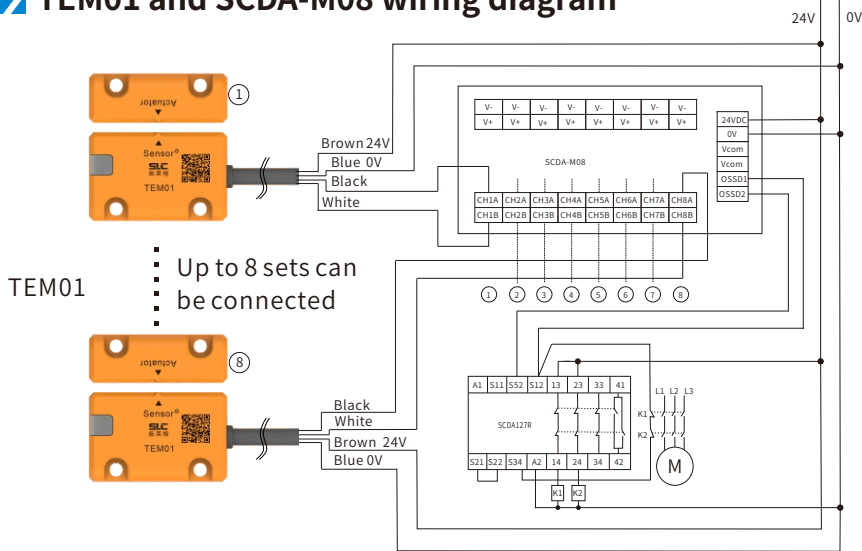 TEM01 and SCDA-M08 wiring diagram
24V 0V
Actuator
1
Sensor
SLC
TEM01
Brown 24V
Blue 0V
Black
White
V- V- V- V- V- V- V- V-
V+ V+ V+ V+ V+ V+ V+ V+
SCDA-M08
CH1A CH2A CH3A CH4A CH5A CH6A CH7A CH8A
CH1B CH2B CH3B CH4B CH5B CH6B CH7B CH8B
24VDC
0V
Vcom
Vcom
OSSD1
OSSD2
1 2 3 4 5 6 7 8
TEM01
Up to 8 sets can
be connected
Actuator
8
Sensor
SLC
TEM01
Black
White
Brown 24V
Blue 0V
A1 S11 S52 S12 13 23 33 41
SCDA127R
S21 S22 S34 A2 14 24 34 42
K1 K2
L1 L2 L3
K1
K2
M